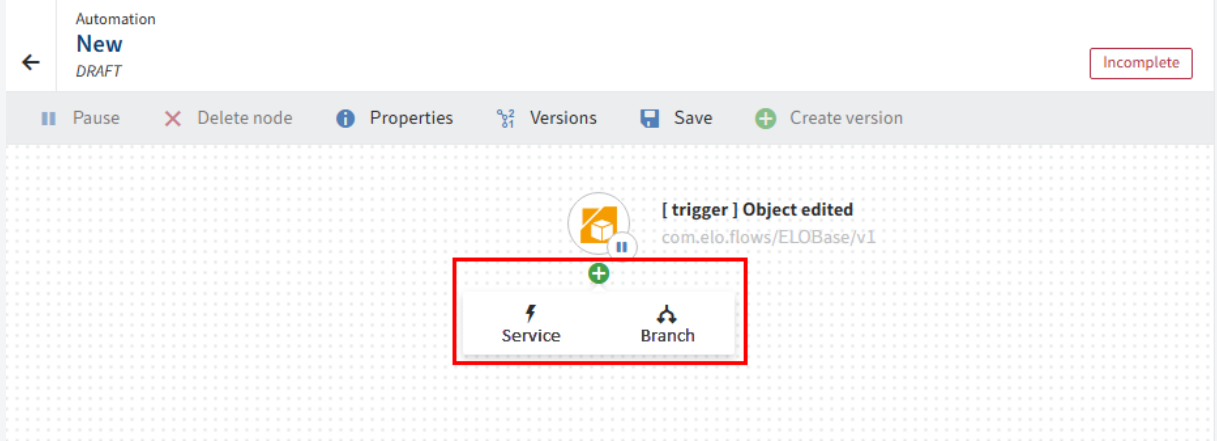 Automation
New
DRAFT
Incomplete
Pause Delete node Properties Versions Save Create version
[ trigger ] Object edited
com.elo.flows/ELOBase/v1
Service Branch